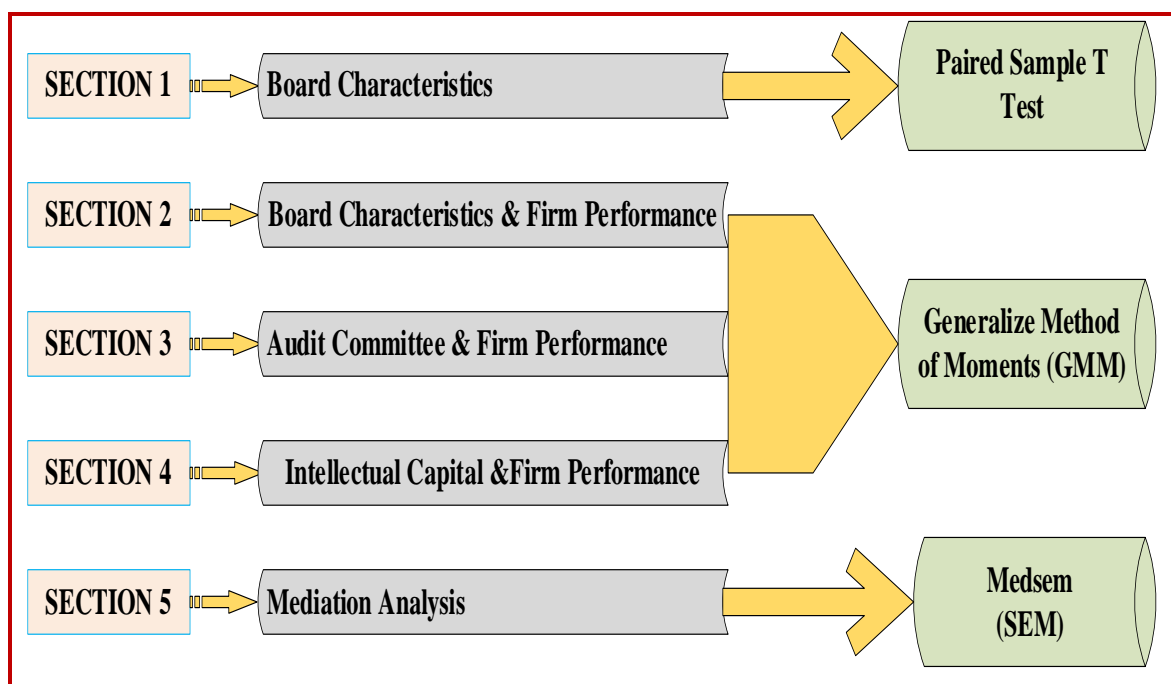 SECTION 1
Board Characteristics
Paired Sample T
Test
SECTION 2
Board Characteristics & Firm Performance
SECTION 3
Audit Committee & Firm Performance
Generalize Method
of Moments (GMM)
SECTION 4
Intellectual Capital &Firm Performance
SECTION 5
Mediation Analysis
Medsem
(SEM)